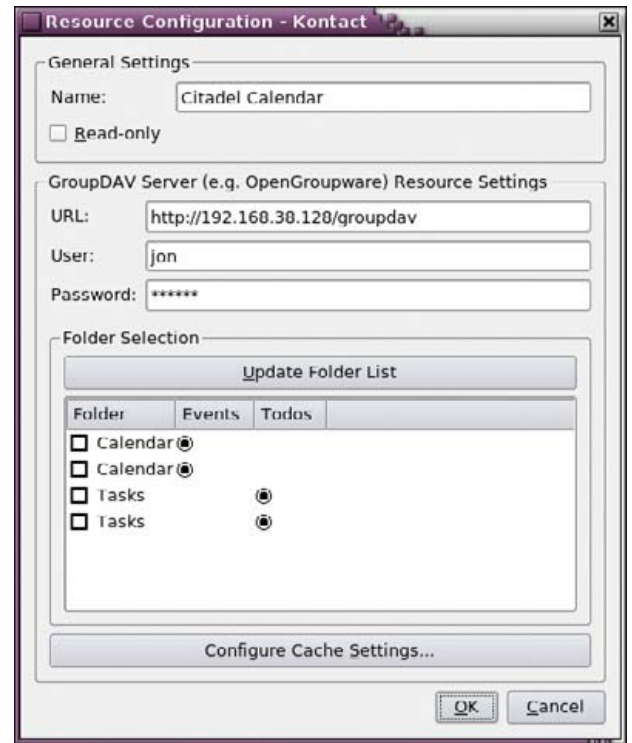 Resource Configuration - Kontact
General Settings
Name: Citadel Calendar
Read-only
GroupDAV Server (e.g. OpenGroupware) Resource Settings
URL: http://192.168.38.128/groupdav
User: jon
Password: ******
Folder Selection
Update Folder List
Folder Events Todos
Calendar
Calendar
Tasks
Tasks
Configure Cache Settings...
OK Cancel